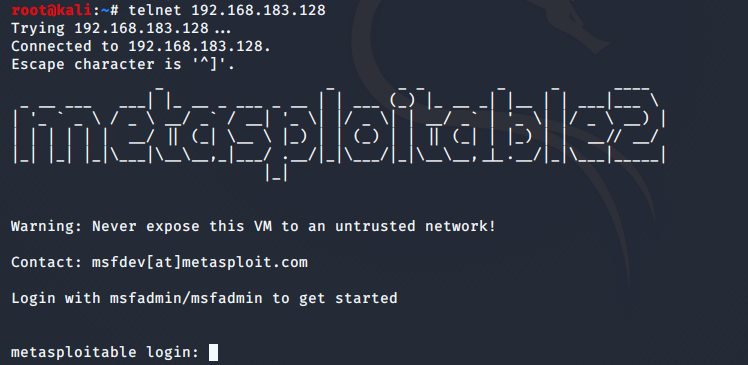 root@kali:~# telnet 192.168.183.128
Trying 192.168.183.128...
Connected to 192.168.183.128.
Escape character is '^]'.
metasploitable2
Warning: Never expose this VM to an untrusted network!
Contact: msfdev[at]metasploit.com
Login with msfadmin/msfadmin to get started
metasploitable login: